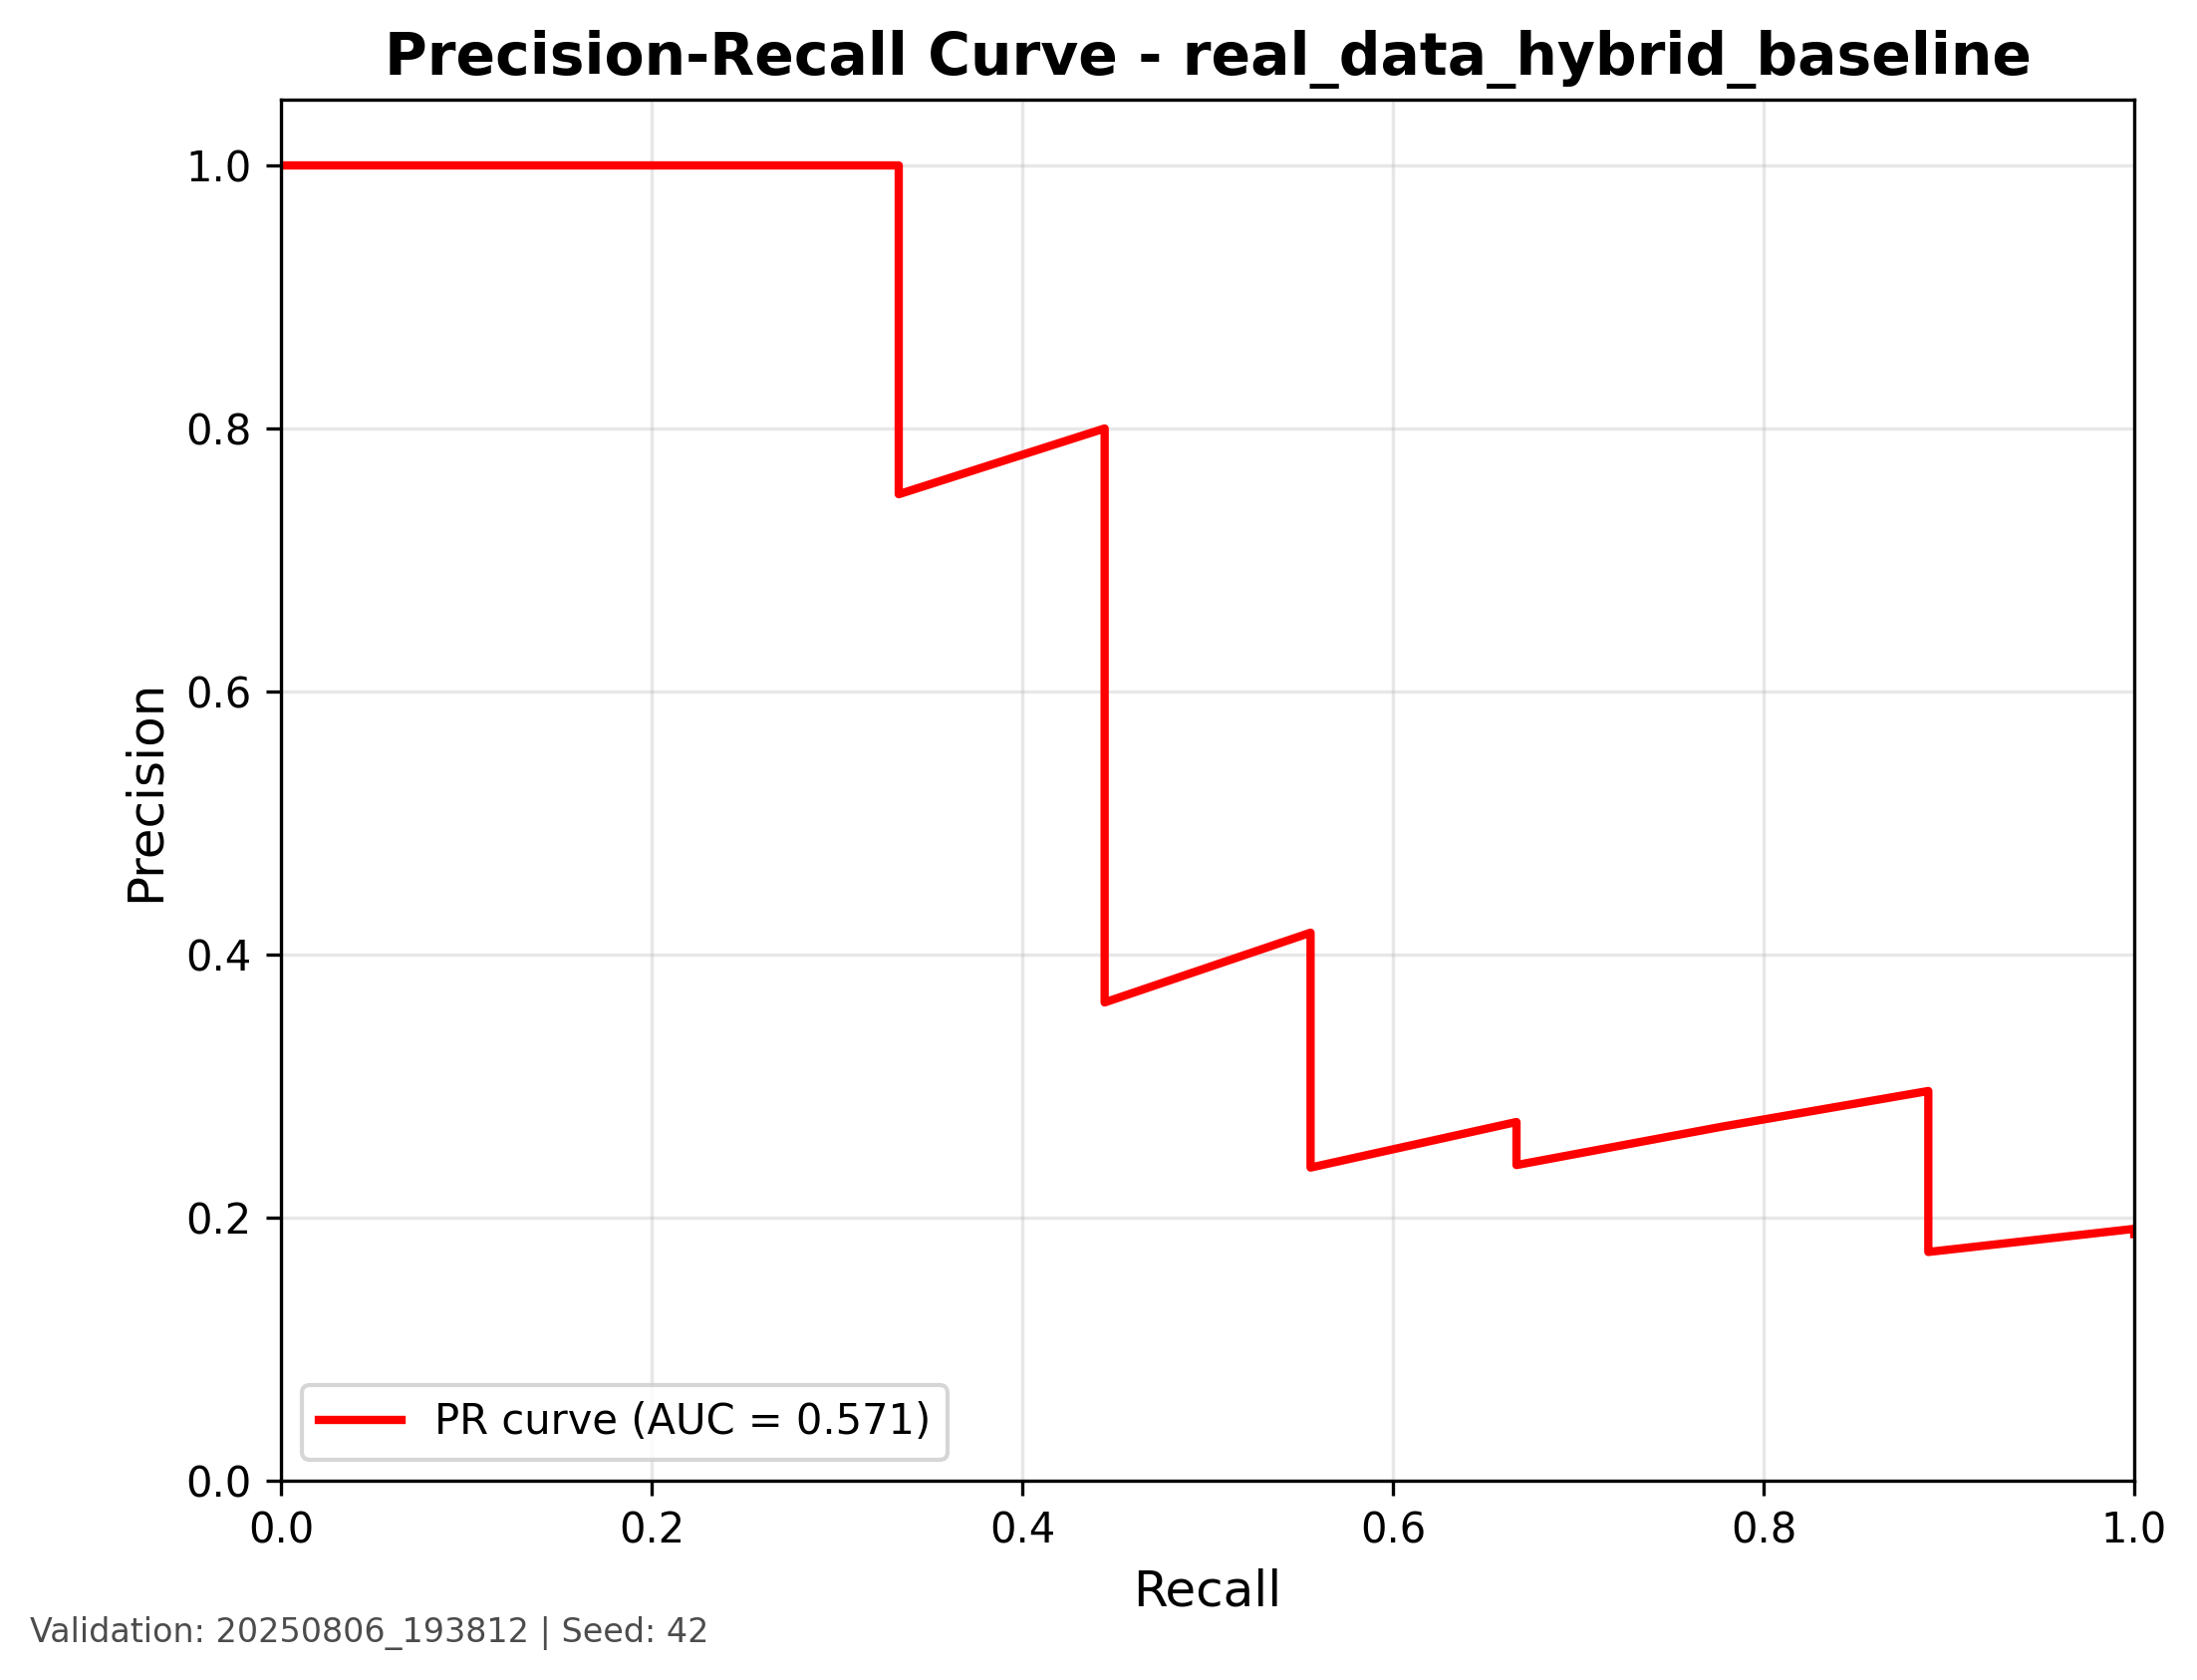 Precision-Recall Curve - real_data_hybrid_baseline
1.0
0.8
0.6
0.4
0.2
0.0
Precision
PR curve (AUC = 0.571)
0.0 0.2 0.4 0.6 0.8 1.0
Recall
Validation: 20250806_193812 | Seed: 42